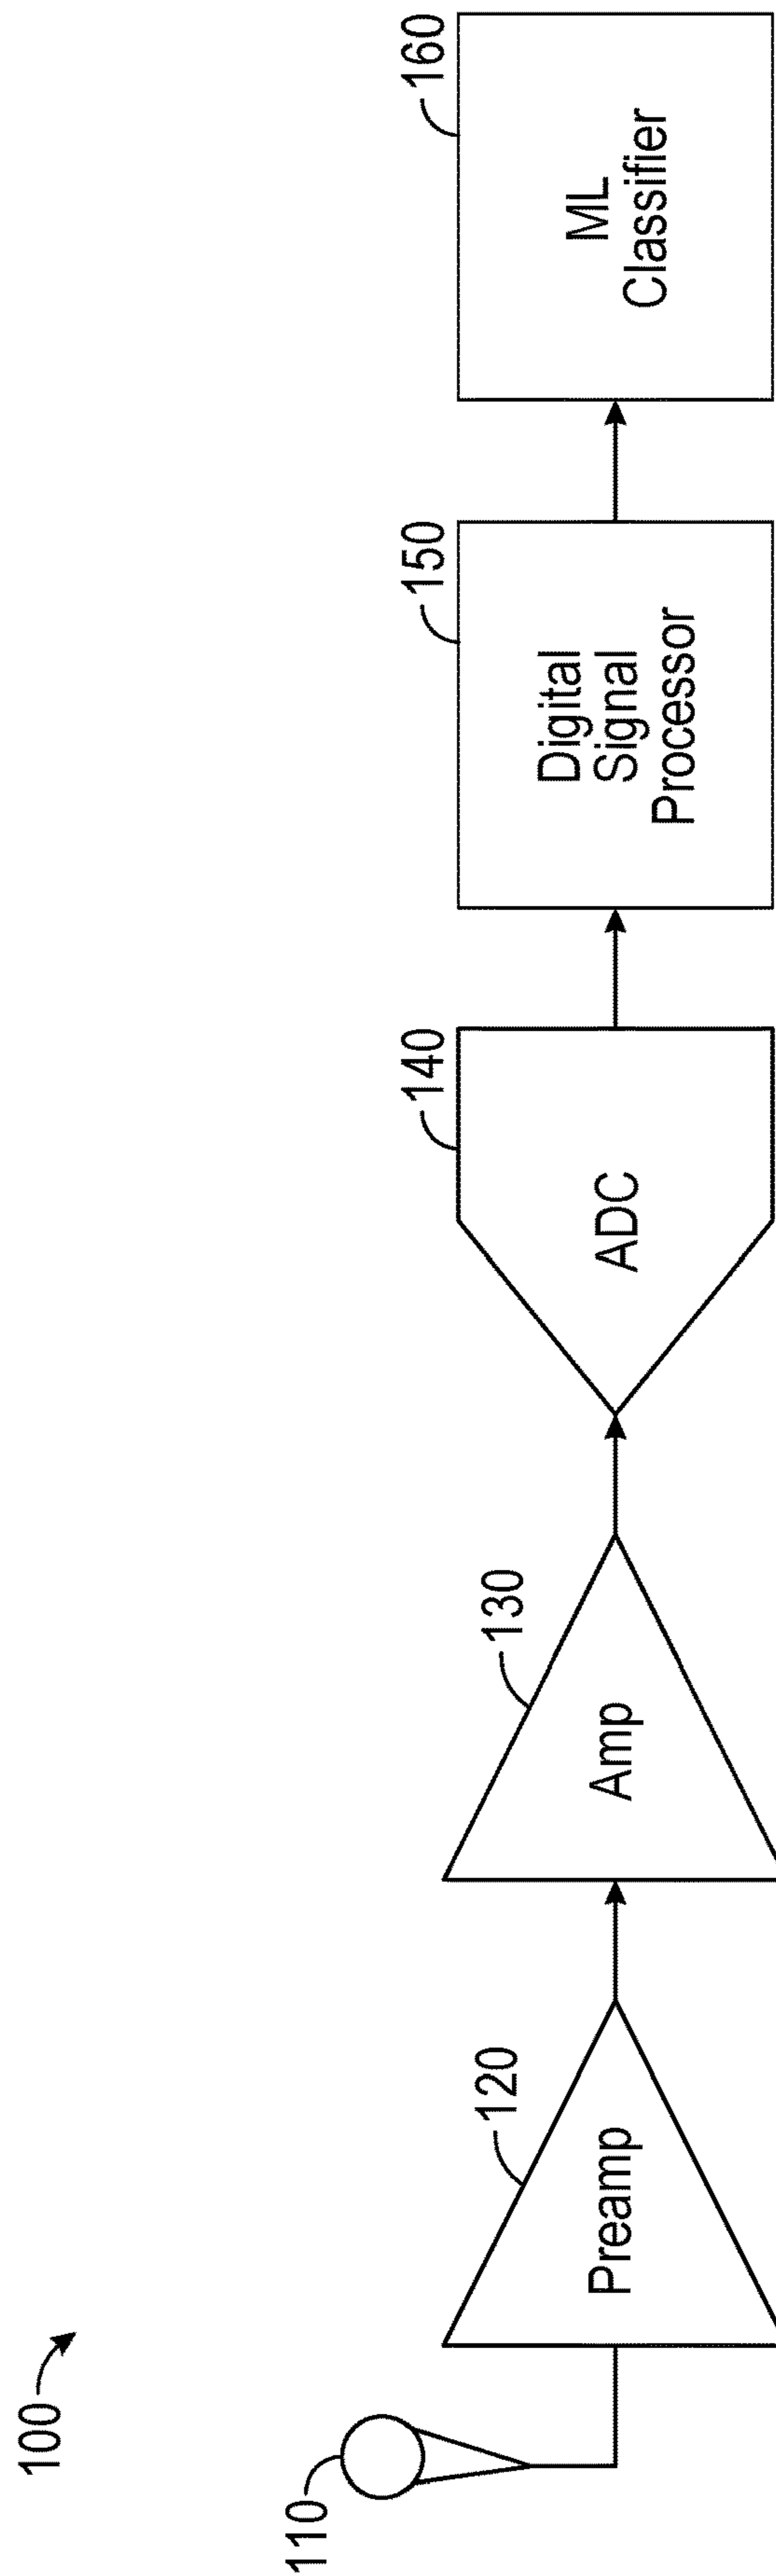 100
110
120
Preamp
130
Amp
140
ADC
150
Digital
Signal
Processor
160
ML
Classifier